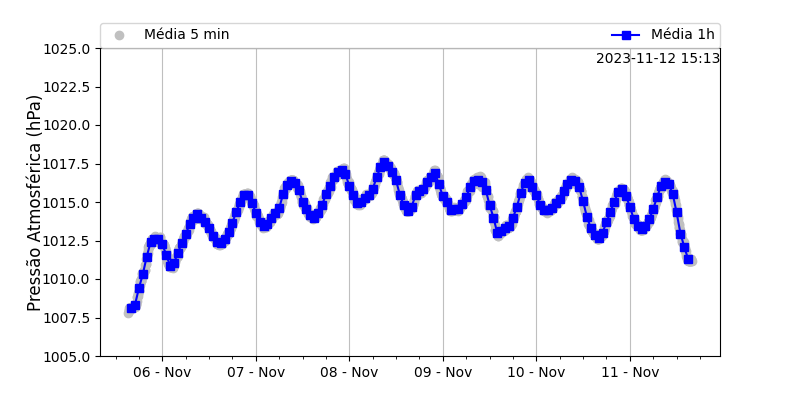 Média 5 min
Média 1h
2023-11-12 15:13
Pressão Atmosférica (hPa)
1025.0
1022.5
1020.0
1017.5
1015.0
1012.5
1010.0
1007.5
1005.0
06 - Nov
07 - Nov
08 - Nov
09 - Nov
10 - Nov
11 - Nov